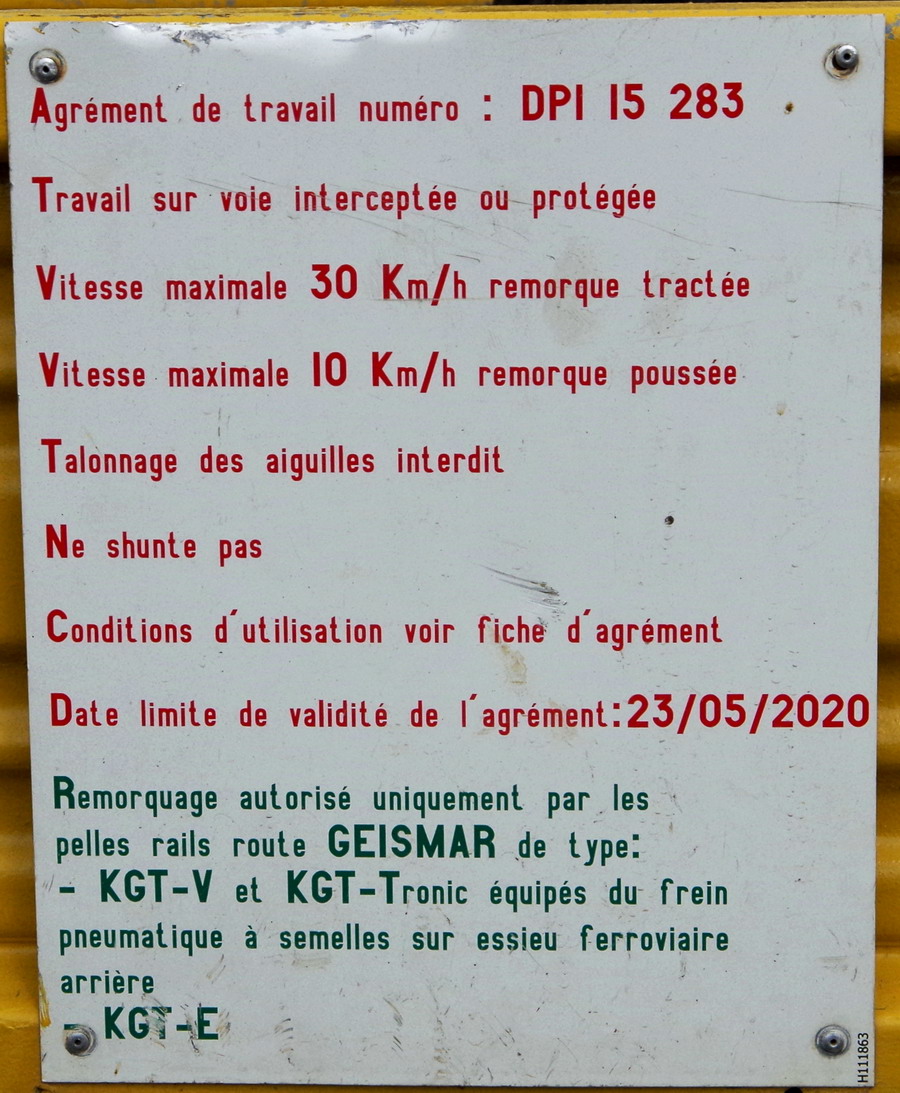 Agrément de travail numéro : DPI 15 283
Travail sur voie interceptée ou protégée
Vitesse maximale 30 Km/h remorque tractée
Vitesse maximale 10 Km/h remorque poussée
Talonnage des aiguilles interdit
Ne shunte pas
Conditions d'utilisation voir fiche d'agrément
Date limite de validité de l'agrément:23/05/2020
Remorquage autorisé uniquement par les
pelles rails route GEISMAR de type:
- KGT-V et KGT-Tronic équipés du frein
pneumatique à semelles sur essieu ferroviaire
arrière
- KGT-E
H111863